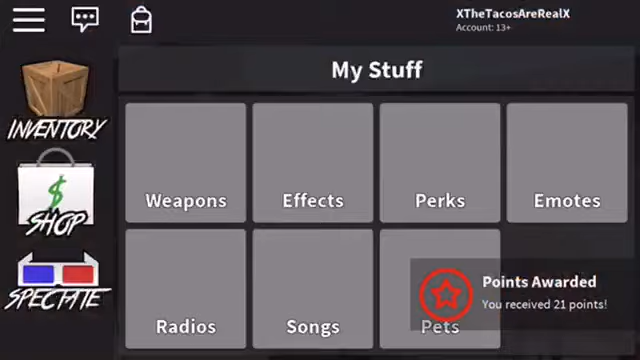 XTheTacosAreRealX
Account: 13+
My Stuff
INVENTORY
$
SHOP
SPECTATE
Weapons
Effects
Perks
Emotes
Radios
Songs
Pets
Points Awarded
You received 21 points!